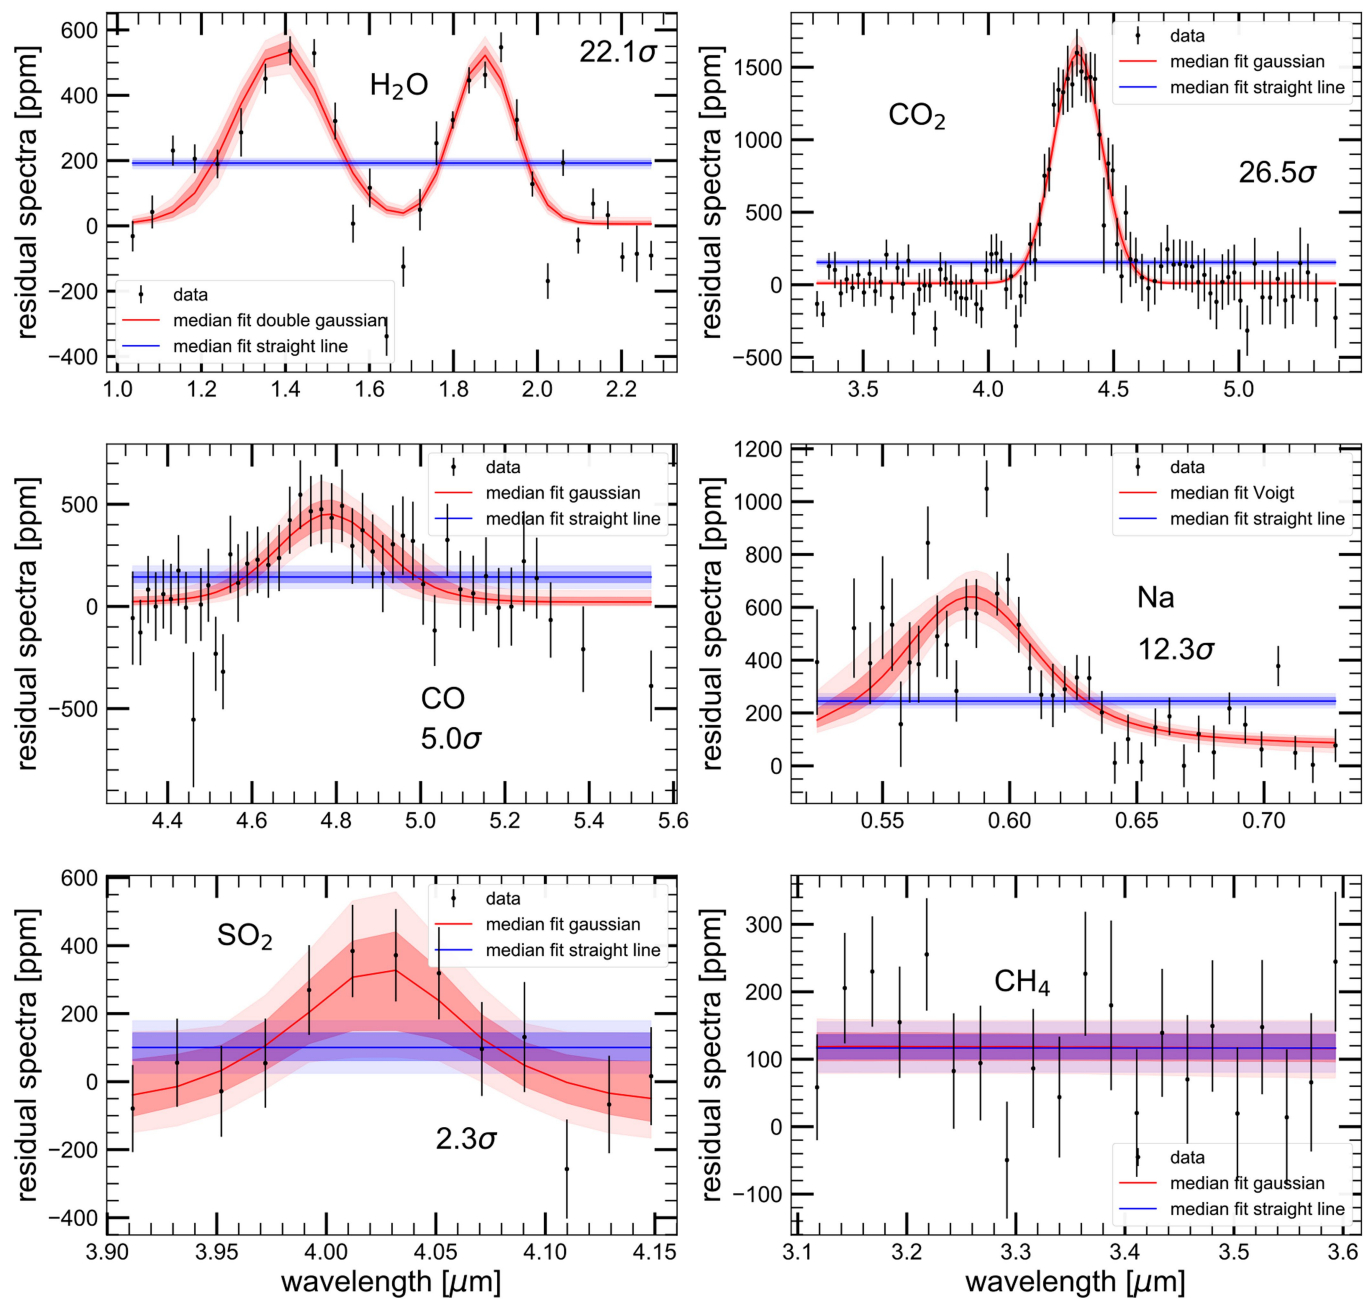 residual spectra [ppm]
600
400
200
0
−200
−400
22.1σ
H₂O
data
median fit double gaussian
median fit straight line
1.0 1.2 1.4 1.6 1.8 2.0 2.2
residual spectra [ppm]
1500
1000
500
0
−500
data
median fit gaussian
median fit straight line
CO₂
26.5σ
3.5 4.0 4.5 5.0
residual spectra [ppm]
500
0
−500
data
median fit gaussian
median fit straight line
CO
5.0σ
4.4 4.6 4.8 5.0 5.2 5.4 5.6
residual spectra [ppm]
1200
1000
800
600
400
200
0
data
median fit Voigt
median fit straight line
Na
12.3σ
0.55 0.60 0.65 0.70
residual spectra [ppm]
600
400
200
0
−200
−400
data
median fit gaussian
median fit straight line
SO₂
2.3σ
3.90 3.95 4.00 4.05 4.10 4.15
wavelength [μm]
residual spectra [ppm]
300
200
100
0
−100
CH₄
data
median fit gaussian
median fit straight line
3.1 3.2 3.3 3.4 3.5 3.6
wavelength [μm]